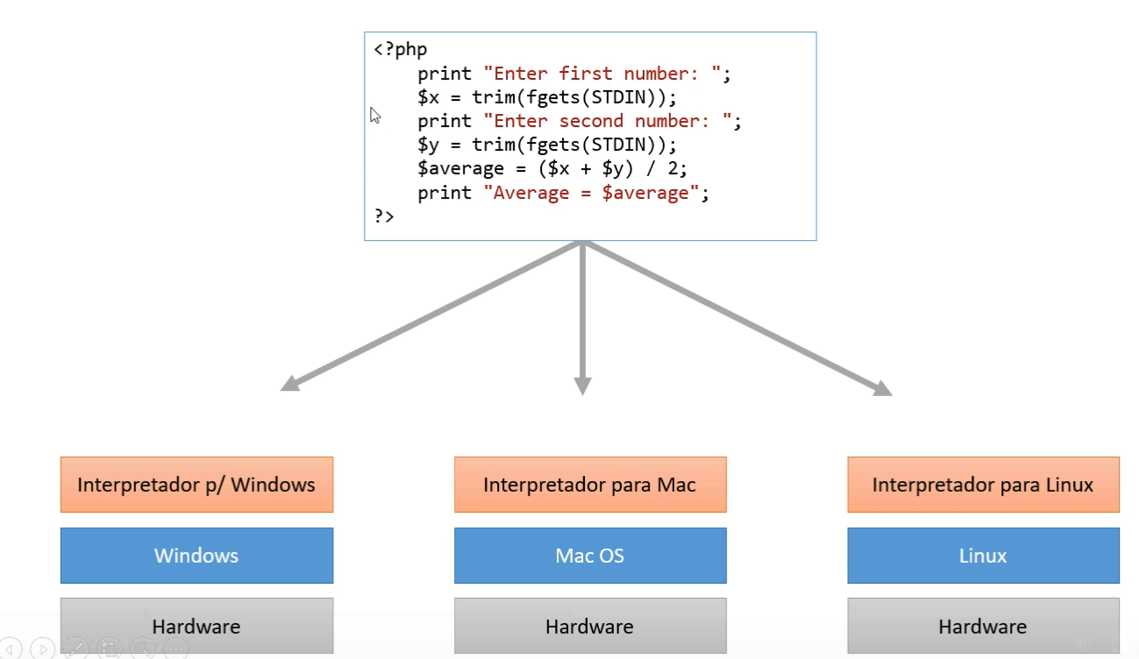 <?php
print "Enter first number: ";
$x = trim(fgets(STDIN));
print "Enter second number: ";
$y = trim(fgets(STDIN));
$average = ($x + $y) / 2;
print "Average = $average";
?>
Interpretador p/ Windows
Interpretador para Mac
Interpretador para Linux
Windows
Mac OS
Linux
Hardware
Hardware
Hardware